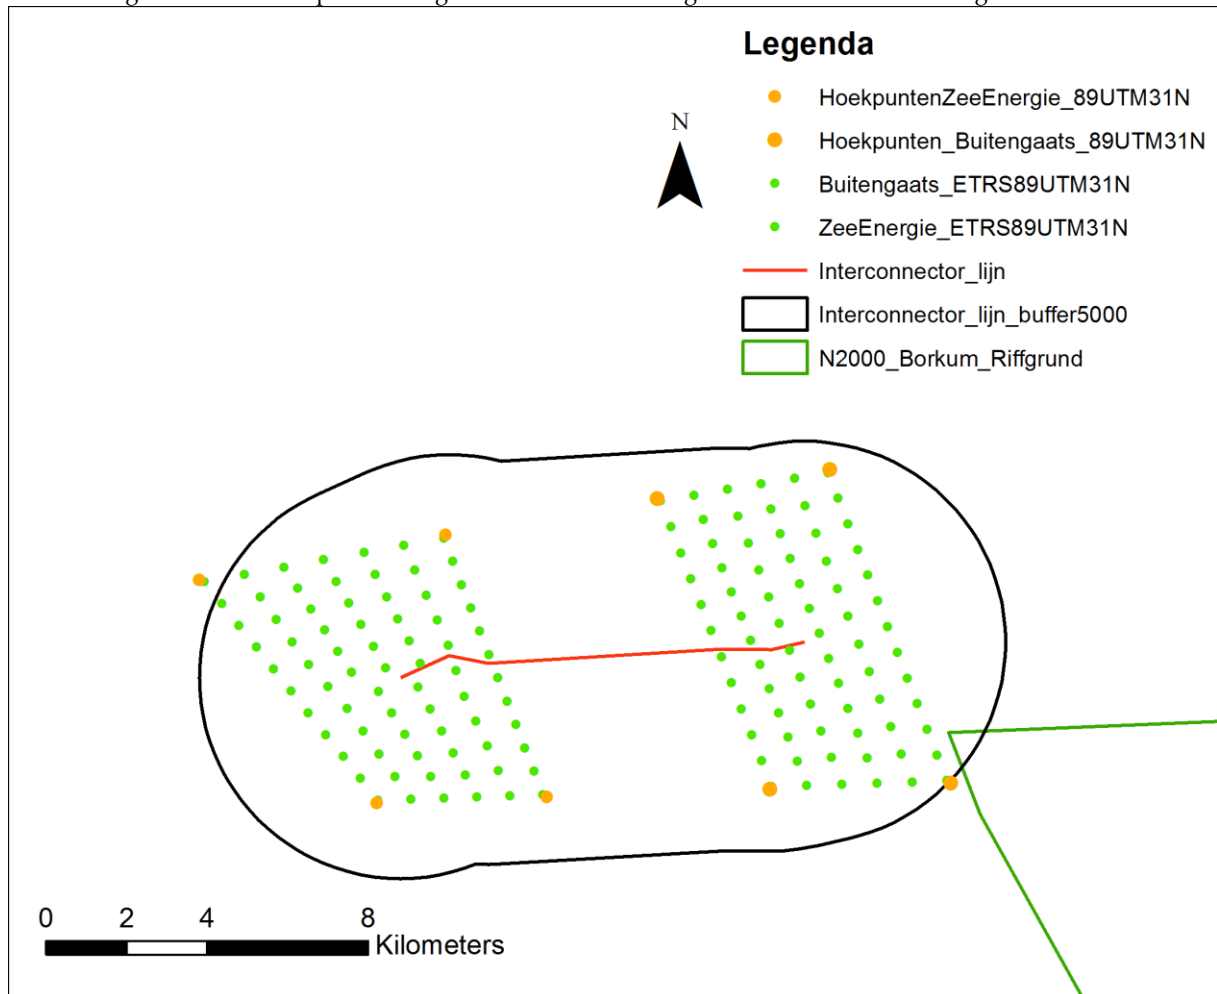 Legenda
HoekpuntenZeeEnergie_89UTM31N
Hoekpunten_Buitengaats_89UTM31N
Buitengaats_ETRS89UTM31N
ZeeEnergie_ETRS89UTM31N
Interconnector_lijn
Interconnector_lijn_buffer5000
N2000_Borkum_Riffgrund
N
0 2 4 8
Kilometers